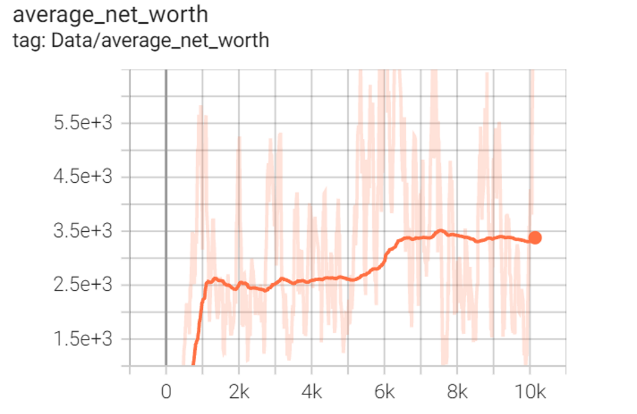 average_net_worth
tag: Data/average_net_worth
5.5e+3
4.5e+3
3.5e+3
2.5e+3
1.5e+3
0 2k 4k 6k 8k 10k